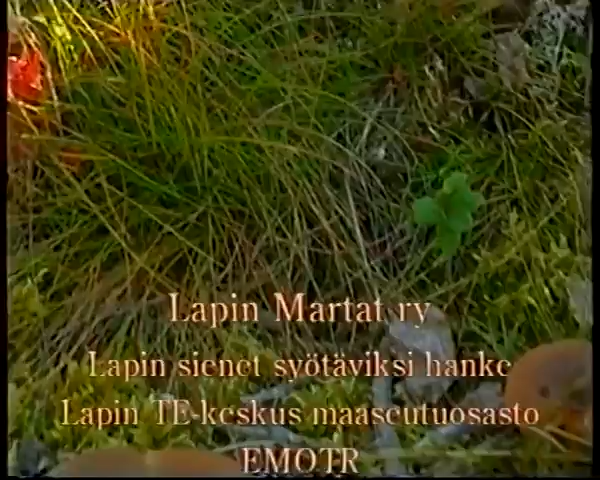 Lapin Martat ry
Lapin sienet syötäviksi hanke
Lapin TE-keskus maaseutuosasto
EMOTR